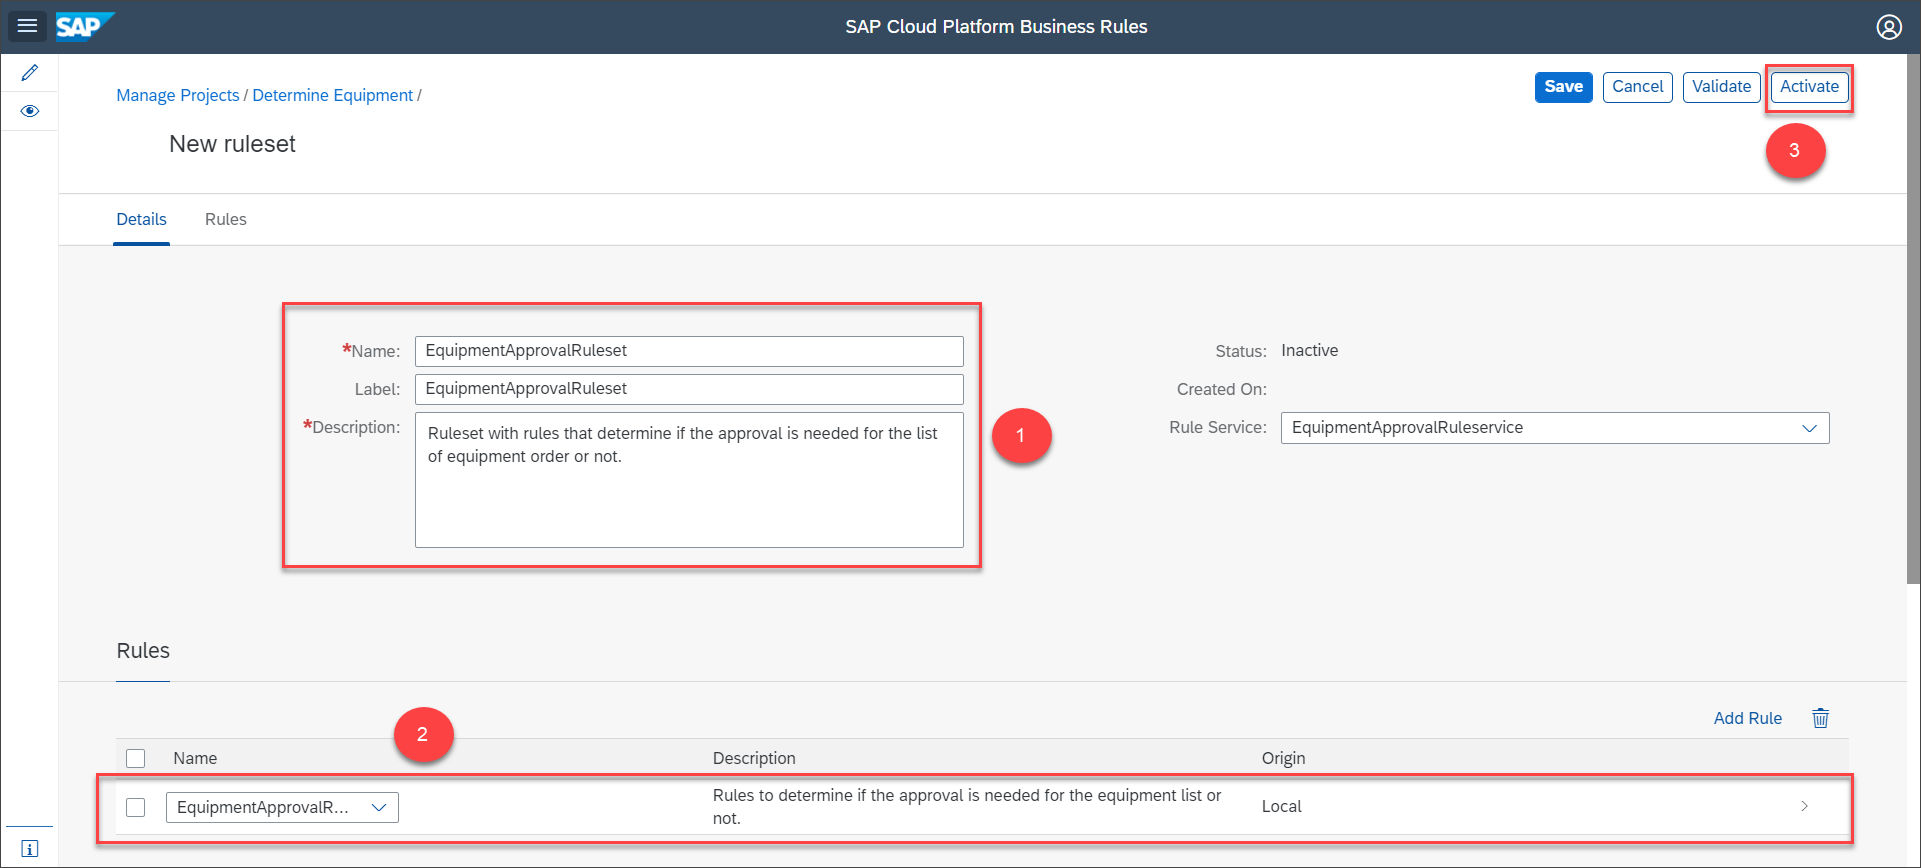 SAP
SAP Cloud Platform Business Rules
Manage Projects / Determine Equipment /
Save
Cancel
Validate
Activate
3
New ruleset
Details
Rules
*Name:
EquipmentApprovalRuleset
Label:
EquipmentApprovalRuleset
*Description:
Ruleset with rules that determine if the approval is needed for the list
of equipment order or not.
1
Status:
Inactive
Created On:
Rule Service:
EquipmentApprovalRuleservice
Rules
Add Rule
2
Name
Description
Origin
EquipmentApprovalR...
Rules to determine if the approval is needed for the equipment list or
not.
Local